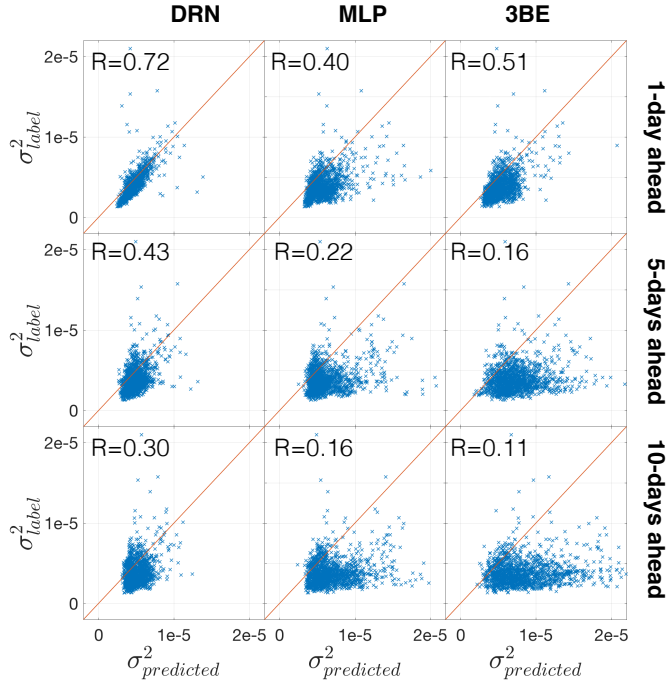 DRN MLP 3BE
2e-5 R=0.72 R=0.40 R=0.51 1-day ahead
σ²label 1e-5
0
2e-5 R=0.43 R=0.22 R=0.16 5-days ahead
σ²label 1e-5
0
2e-5 R=0.30 R=0.16 R=0.11 10-days ahead
σ²label 1e-5
0
0 1e-5 2e-5 0 1e-5 2e-5 0 1e-5 2e-5
σ²predicted σ²predicted σ²predicted